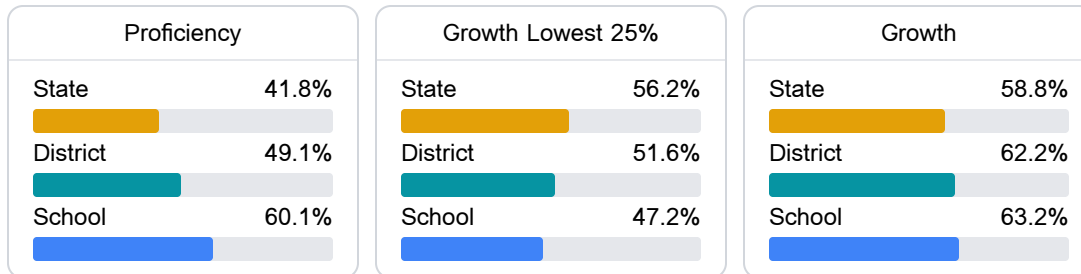 Proficiency
State 41.8%
District 49.1%
School 60.1%
Growth Lowest 25%
State 56.2%
District 51.6%
School 47.2%
Growth
State 58.8%
District 62.2%
School 63.2%